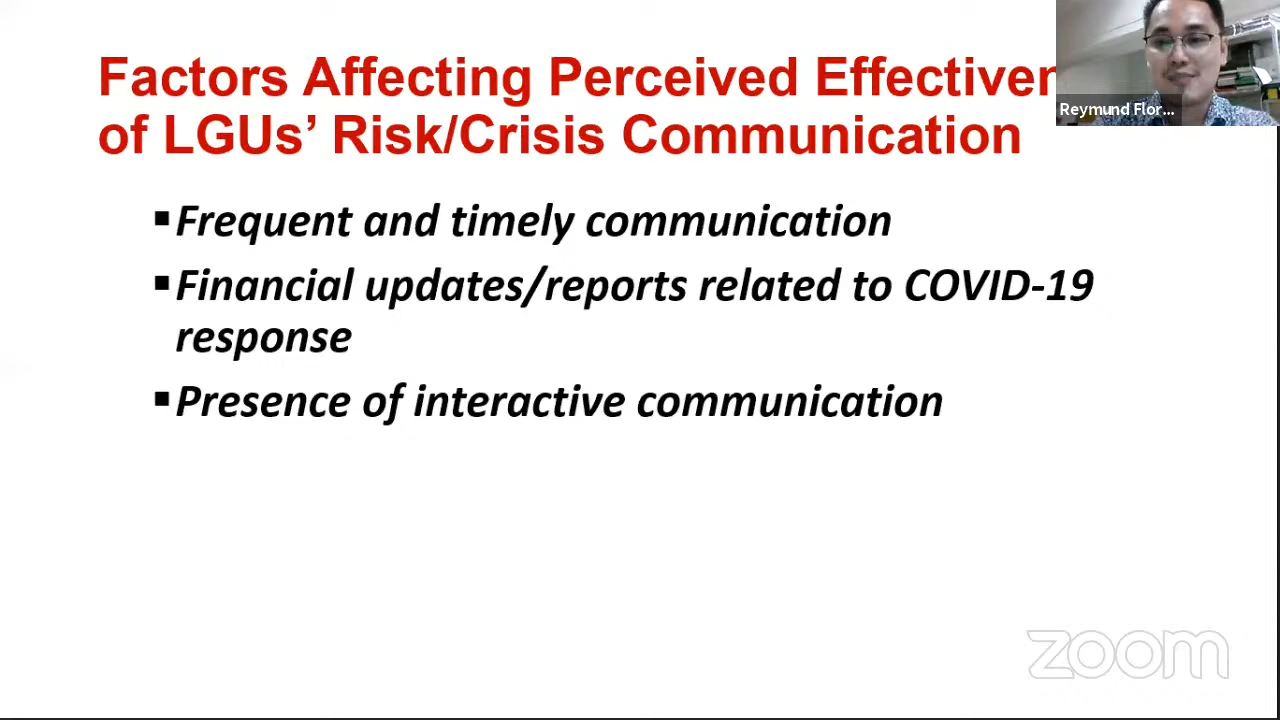 Factors Affecting Perceived
of LGUs’ Risk/Crisis Communication
Reymund Flor...
▪Frequent and timely communication
▪Financial updates/reports related to COVID-19
response
▪Presence of interactive communication
zoom